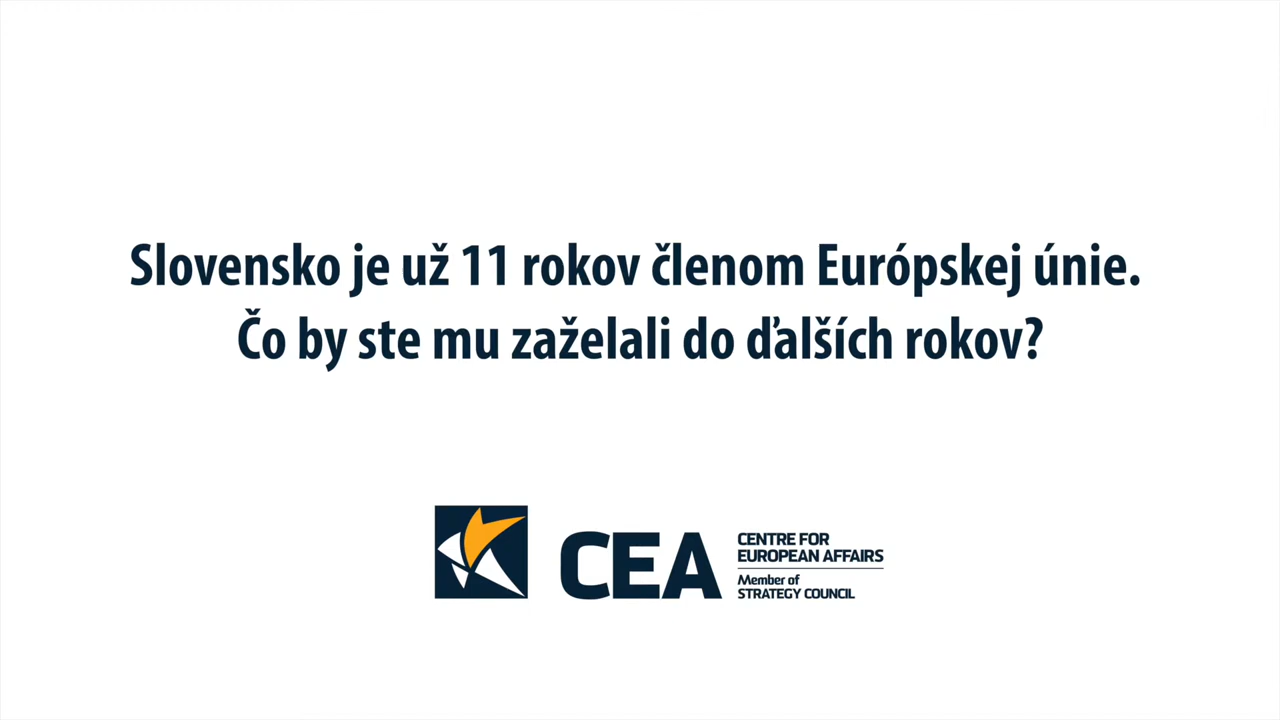 Slovensko je už 11 rokov členom Európskej únie.
Čo by ste mu zaželali do ďalších rokov?
CEA
CENTRE FOR
EUROPEAN AFFAIRS
Member of
STRATEGY COUNCIL